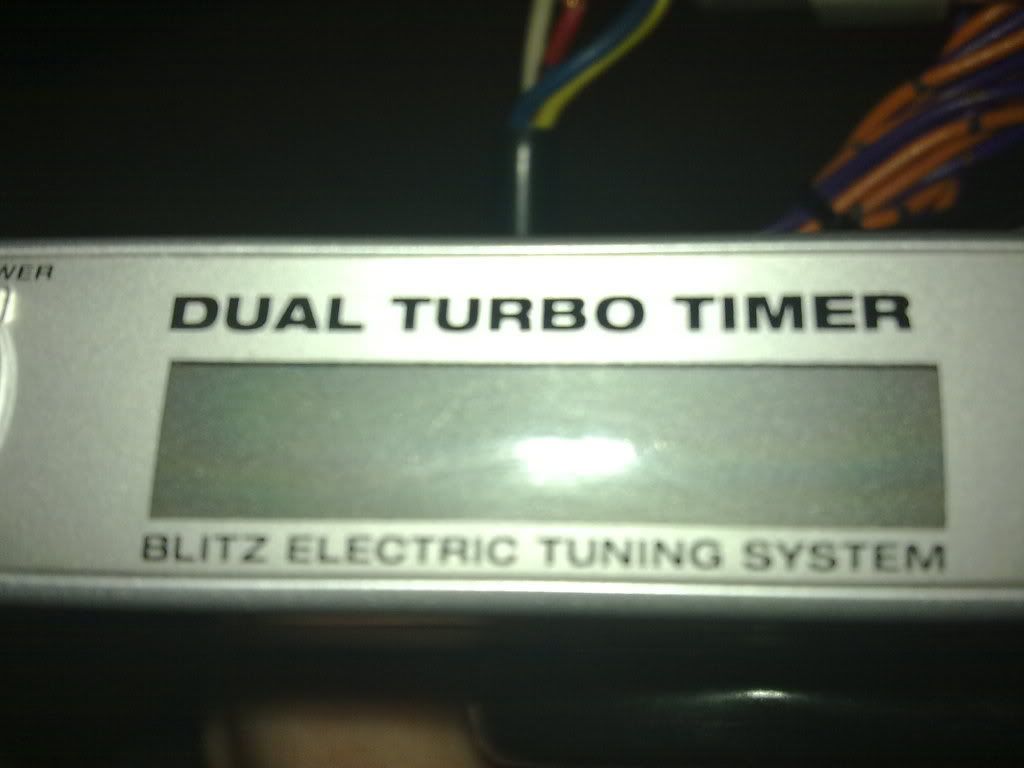 DUAL TURBO TIMER
BLITZ ELECTRIC TUNING SYSTEM